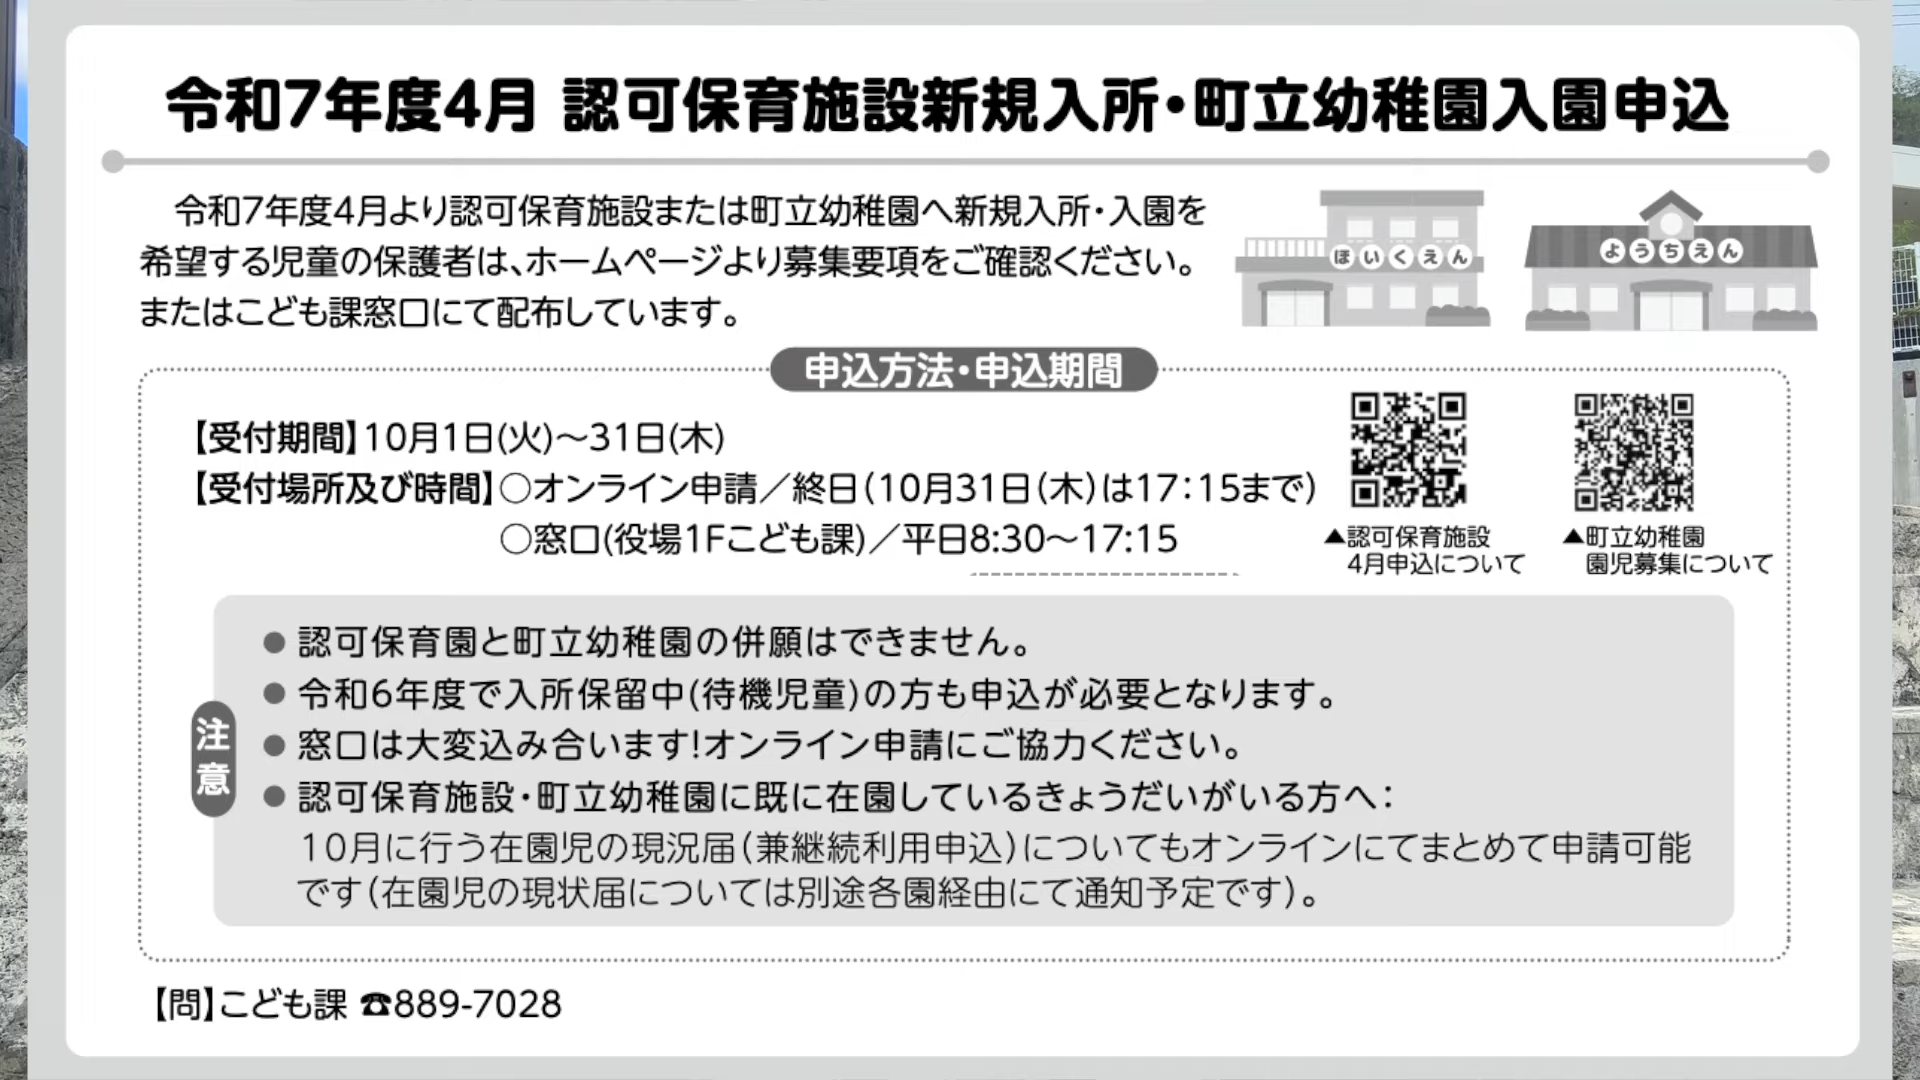 令和7年度4月 認可保育施設新規入所・町立幼稚園入園申込
令和7年度4月より認可保育施設または町立幼稚園へ新規入所・入園を
希望する児童の保護者は、ホームページより募集要項をご確認ください。
またはこども課窓口にて配布しています。
ほいくえん
ようちえん
申込方法・申込期間
【受付期間】10月1日(火)～31日(木)
【受付場所及び時間】○オンライン申請／終日(10月31日(木)は17:15まで)
○窓口(役場1Fこども課)／平日8:30～17:15
▲認可保育施設
4月申込について
▲町立幼稚園
園児募集について
注意
● 認可保育園と町立幼稚園の併願はできません。
● 令和6年度で入所保留中(待機児童)の方も申込が必要となります。
● 窓口は大変込み合います!オンライン申請にご協力ください。
● 認可保育施設・町立幼稚園に既に在園しているきょうだいがいる方へ:
10月に行う在園児の現況届(兼継続利用申込)についてもオンラインにてまとめて申請可能
です(在園児の現状届については別途各園経由にて通知予定です)。
【問】こども課 ☎889-7028